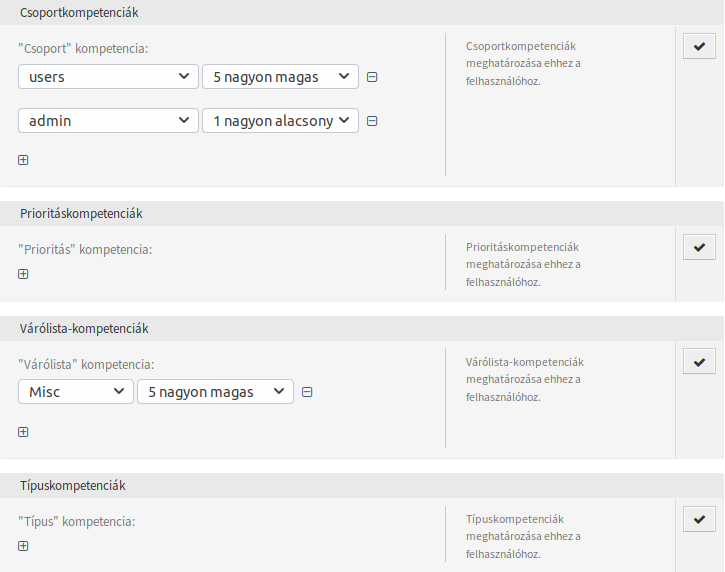 Csoportkompetenciák
"Csoport" kompetencia:
users 5 nagyon magas
admin 1 nagyon alacsony
Csoportkompetenciák
meghatározása ehhez a
felhasználóhoz.
Prioritáskompetenciák
"Prioritás" kompetencia:
Prioritáskompetenciák
meghatározása ehhez a
felhasználóhoz.
Várólista-kompetenciák
"Várólista" kompetencia:
Misc 5 nagyon magas
Várólista-kompetenciák
meghatározása ehhez a
felhasználóhoz.
Típuskompetenciák
"Típus" kompetencia:
Típuskompetenciák
meghatározása ehhez a
felhasználóhoz.